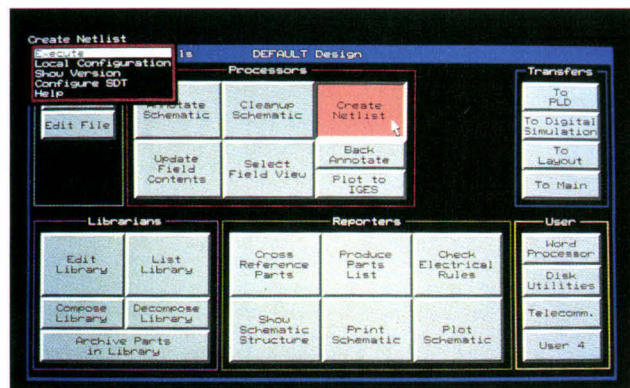 Create Netlist
Execute
Local Configuration
Show Version
Configure SDT
Help
ls DEFAULT Design
Processors
Transfers
Edit File
Annotate
Schematic
Cleanup
Schematic
Create
Netlist
Update
Field
Contents
Select
Field View
Back
Annotate
Plot to
IGES
To
PLD
To Digital
Simulation
To
Layout
To Main
Librarians
Reporters
User
Edit
Library
List
Library
Compose
Library
Decompose
Library
Archive Parts
in Library
Cross
Reference
Parts
Produce
Parts
List
Check
Electrical
Rules
Show
Schematic
Structure
Print
Schematic
Plot
Schematic
Word
Processor
Disk
Utilities
Telecomm.
User 4